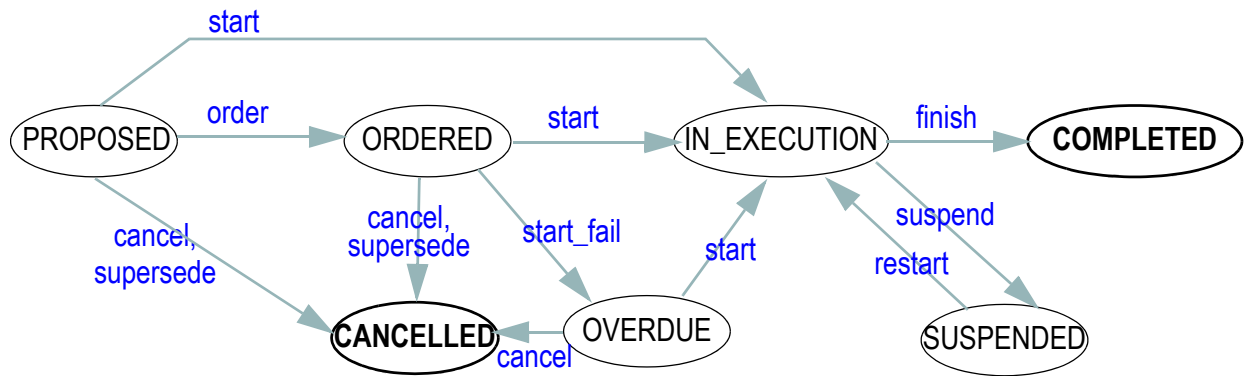 start
order
start
finish
PROPOSED
ORDERED
IN_EXECUTION
COMPLETED
cancel,
supersede
cancel,
supersede
start_fail
start
suspend
restart
CANCELLED
cancel
OVERDUE
SUSPENDED